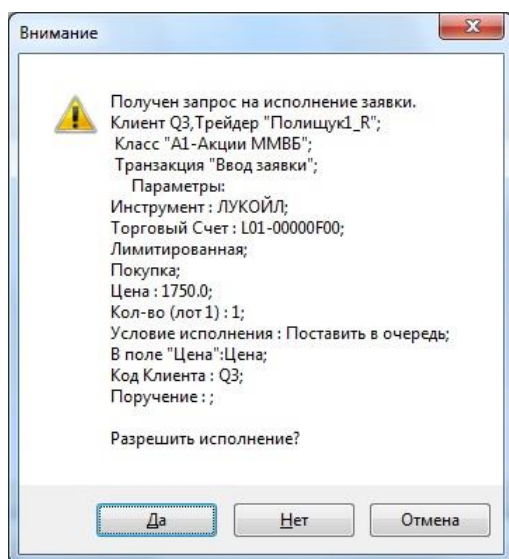 Внимание
Получен запрос на исполнение заявки.
Клиент Q3,Трейдер "Полищук1_R";
Класс "А1-Акции ММВБ";
Транзакция "Ввод заявки";
Параметры:
Инструмент : ЛУКОЙЛ;
Торговый Счет : L01-00000F00;
Лимитированная;
Покупка;
Цена : 1750.0;
Кол-во (лот 1) : 1;
Условие исполнения : Поставить в очередь;
В поле "Цена":Цена;
Код Клиента : Q3;
Поручение : ;
Разрешить исполнение?
Да
Нет
Отмена